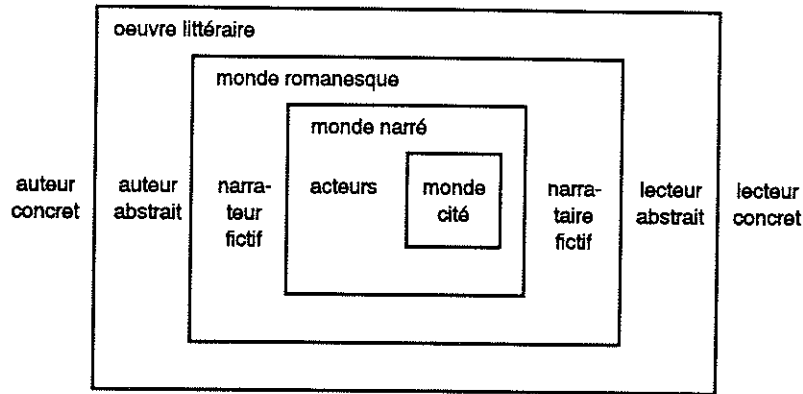 oeuvre littéraire
monde romanesque
monde narré
auteur
concret
auteur
abstrait
narra-
teur
fictif
acteurs
monde
cité
narra-
taire
fictif
lecteur
abstrait
lecteur
concret